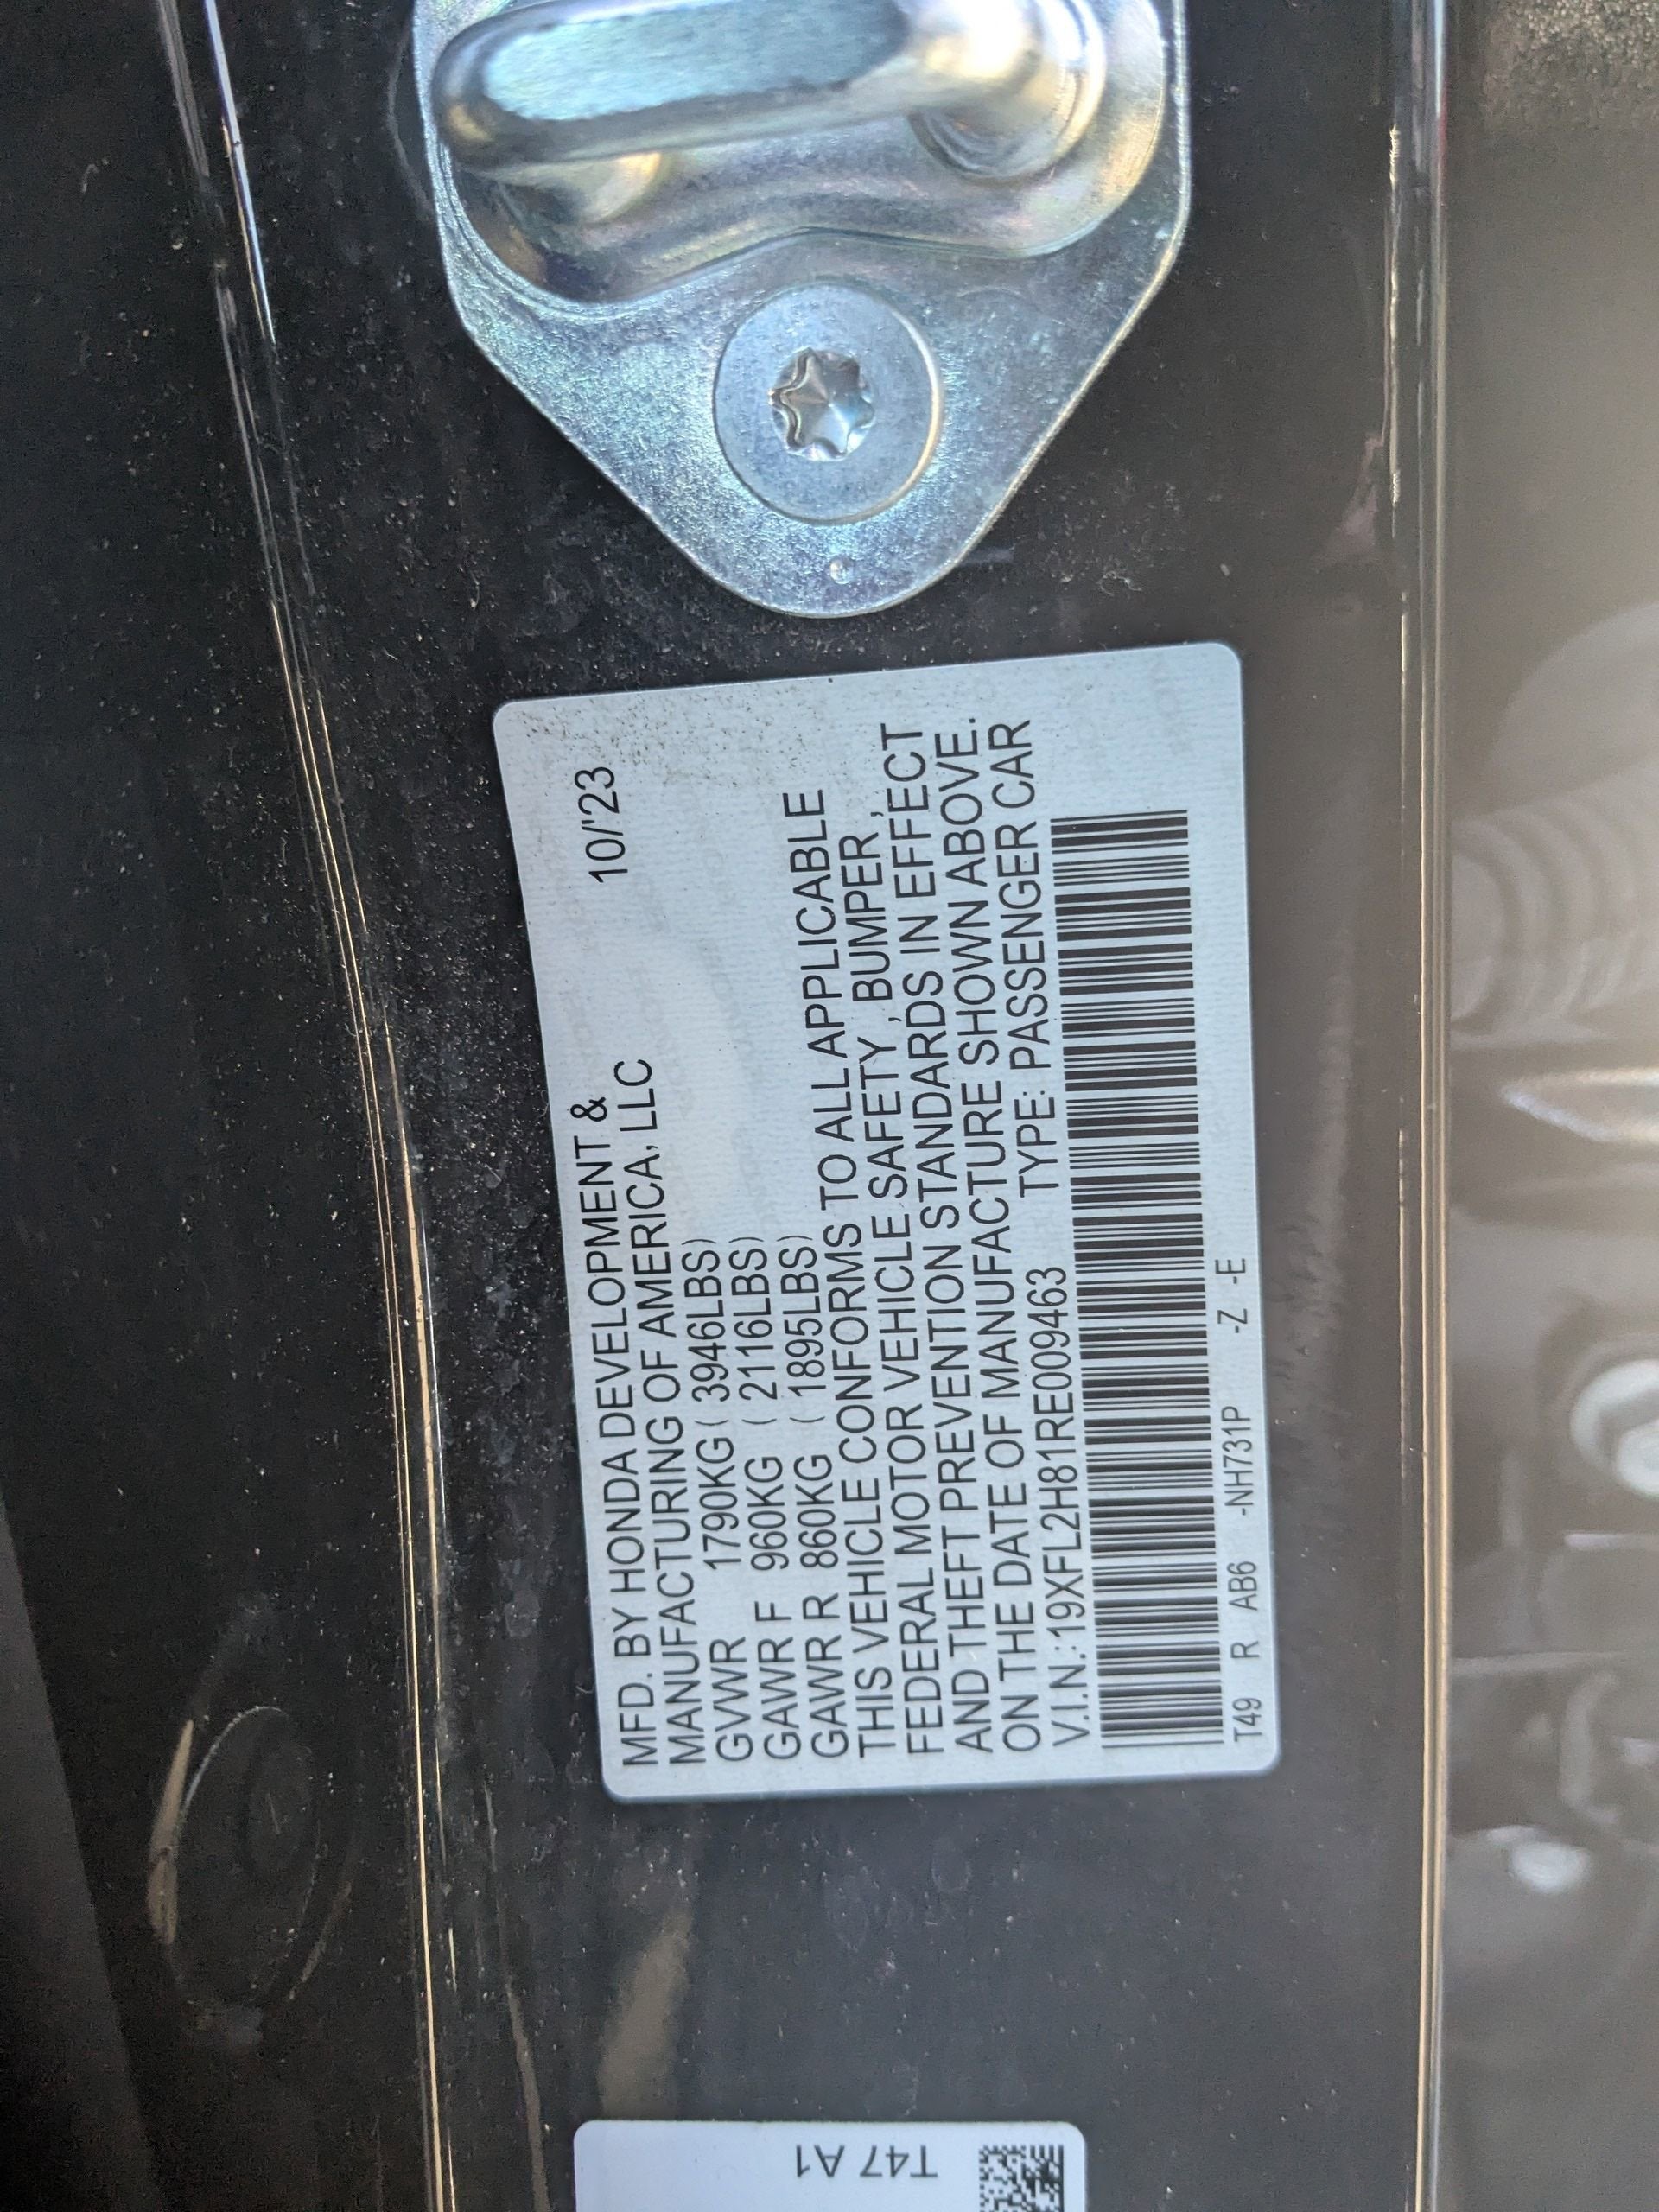 MFD. BY HONDA DEVELOPMENT & 10/'23
MANUFACTURING OF AMERICA, LLC
GVWR 1790KG ( 3946LBS)
GAWR F 960KG ( 2116LBS)
GAWR R 860KG ( 1895LBS)
THIS VEHICLE CONFORMS TO ALL APPLICABLE
FEDERAL MOTOR VEHICLE SAFETY , BUMPER ,
AND THEFT PREVENTION STANDARDS IN EFFECT
ON THE DATE OF MANUFACTURE SHOWN ABOVE.
V.I.N.:19XFL2H81RE009463 TYPE: PASSENGER CAR
T49 R AB6 -NH731P -Z -E
T47 A1